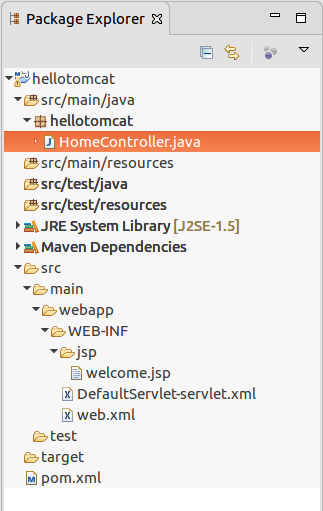 Package Explorer
hellotomcat
src/main/java
hellotomcat
HomeController.java
src/main/resources
src/test/java
src/test/resources
JRE System Library [J2SE-1.5]
Maven Dependencies
src
main
webapp
WEB-INF
jsp
welcome.jsp
DefaultServlet-servlet.xml
web.xml
test
target
pom.xml